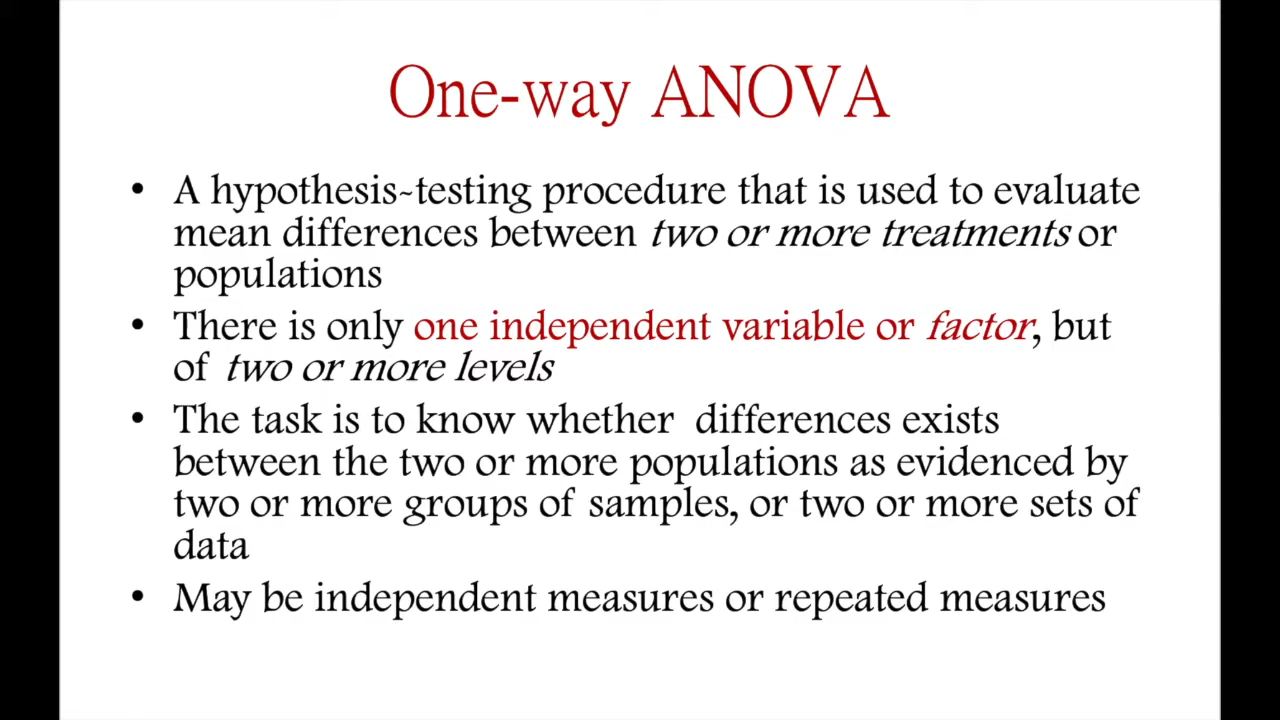 One-way ANOVA
• A hypothesis-testing procedure that is used to evaluate
mean differences between two or more treatments or
populations
• There is only one independent variable or factor, but
of two or more levels
• The task is to know whether differences exists
between the two or more populations as evidenced by
two or more groups of samples, or two or more sets of
data
• May be independent measures or repeated measures